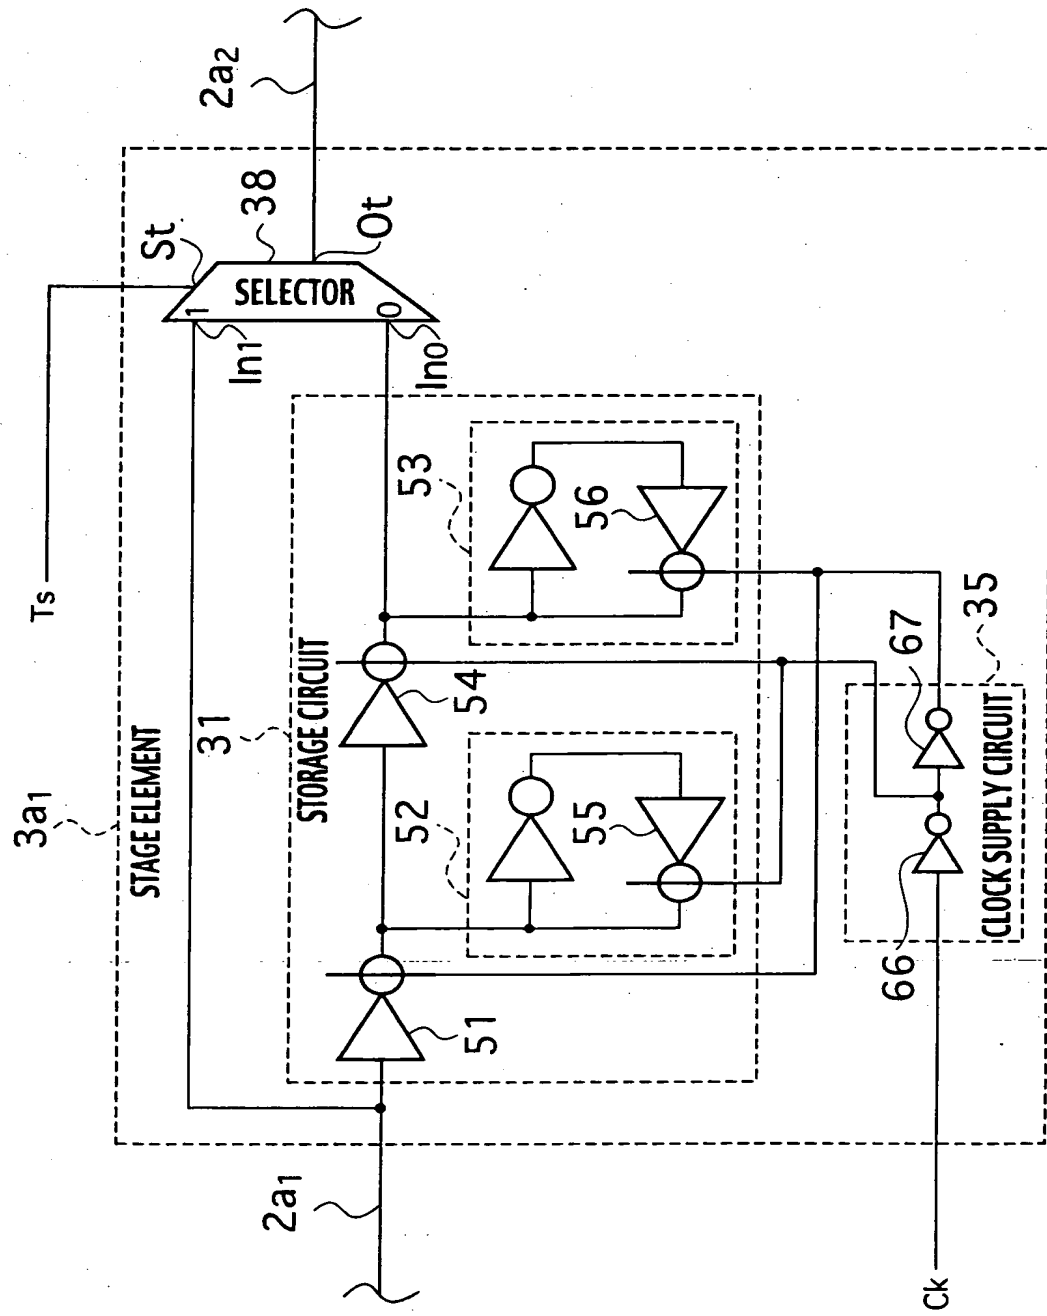 Ts
3a1
STAGE ELEMENT
St
38
2a2
1
SELECTOR
0
Ot
In1
In0
31
STORAGE CIRCUIT
2a1
51
52
54
53
55
56
Ck
66
67
35
CLOCK SUPPLY CIRCUIT